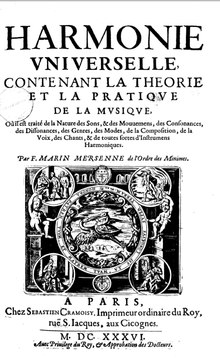 HARMONIE
VNIVERSELLE,
CONTENANT LA THEORIE
ET LA PRATIQVE
DE LA MVSIQVE,
Où il est traité de la Nature des Sons, & des Mouuemens, des Consonances,
des Dissonances, des Genres, des Modes, de la Composition, de la
Voix, des Chants, & de toutes sortes d'Instrumens
Harmoniques.
Par F. MARIN MERSENNE de l'Ordre des Minimes.
A PARIS,
Chez SEBASTIEN CRAMOISY, Imprimeur ordinaire du Roy,
ruë S. Iacques, aux Cicognes.
M. DC. XXXVI.
Auec Priuilege du Roy, & Approbation des Docteurs.